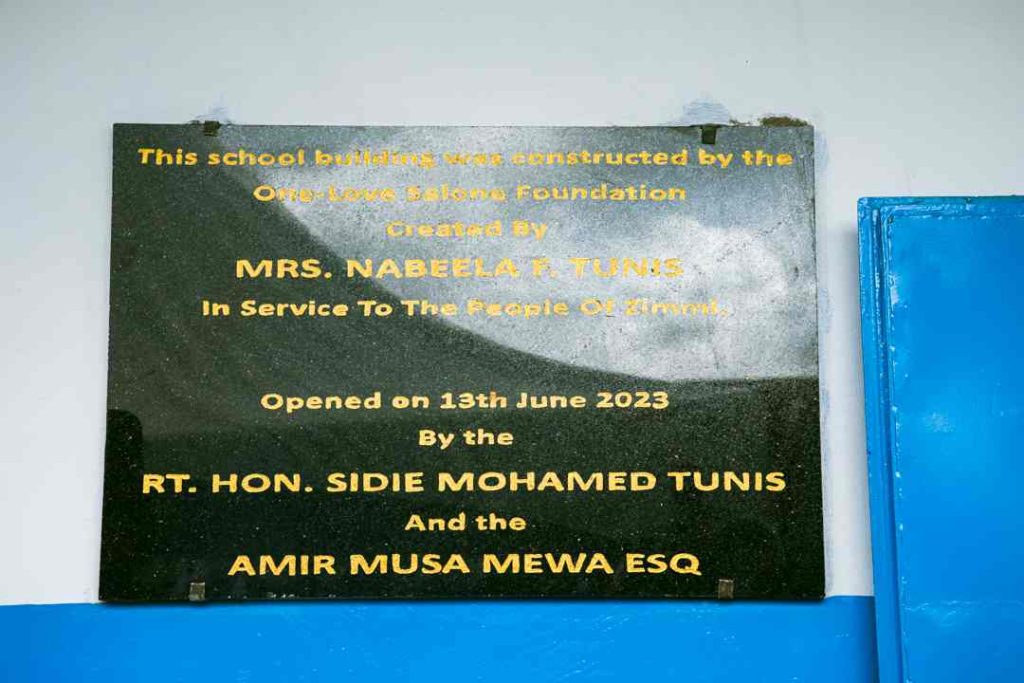 This school building was constructed by the
One-Love Salone Foundation
Created By
MRS. NABEELA F. TUNIS
In Service To The People Of Zimmi.
Opened on 13th June 2023
By the
RT. HON. SIDIE MOHAMED TUNIS
And the
AMIR MUSA MEWA ESQ